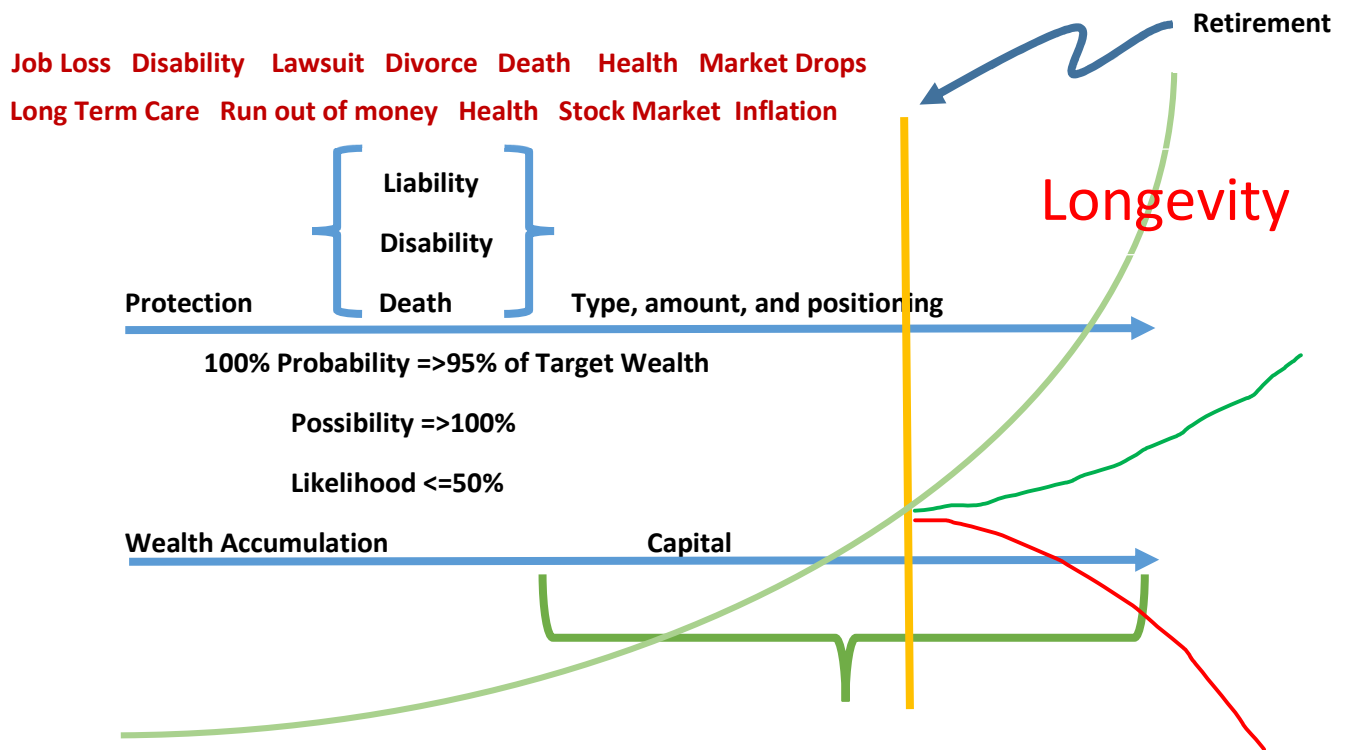 Retirement
Job Loss Disability Lawsuit Divorce Death Health Market Drops
Long Term Care Run out of money Health Stock Market Inflation
Liability
Longevity
Disability
Protection Death Type, amount, and positioning
100% Probability =>95% of Target Wealth
Possibility =>100%
Likelihood <=50%
Wealth Accumulation Capital